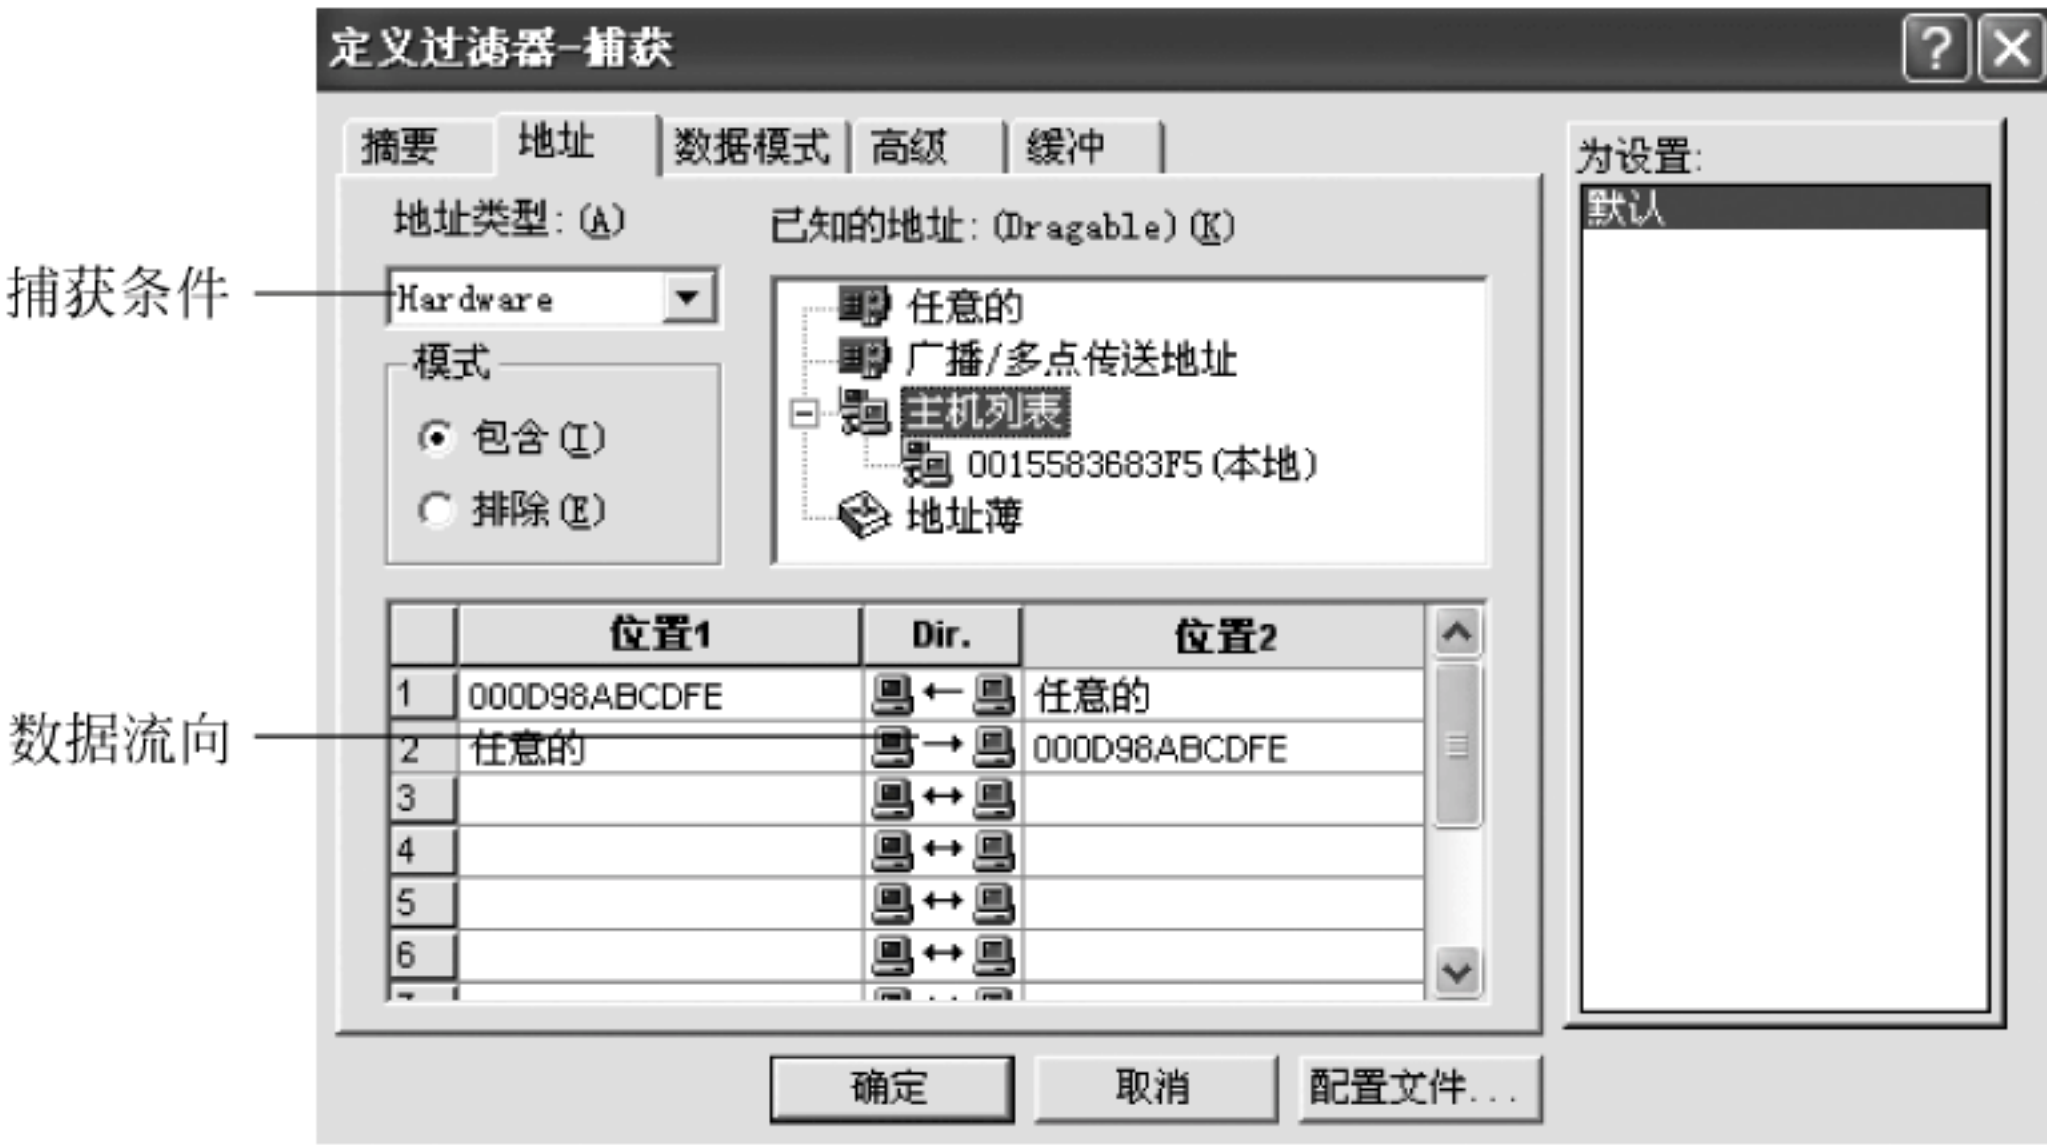 定义过滤器-捕获
摘要 地址 数据模式 高级 缓冲
为设置:
默认
地址类型:(A) 已知的地址:(Dragable)(K)
捕获条件
Hardware
模式
包含(I)
排除(E)
任意的
广播/多点传送地址
主机列表
0015583683F5(本地)
地址薄
位置1 Dir. 位置2
1 000D98ABCDFE 任意的
数据流向
2 任意的 000D98ABCDFE
3
4
5
6
确定 取消 配置文件...